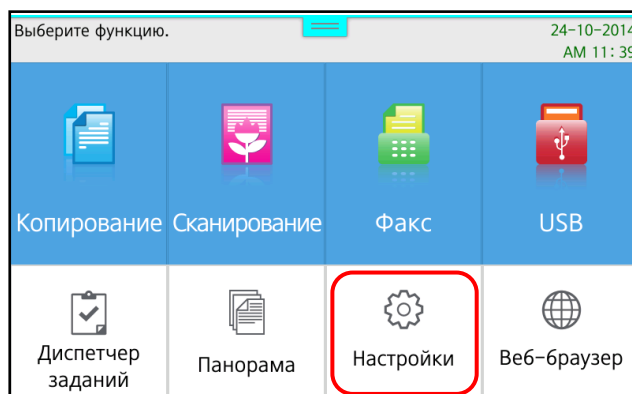 Выберите функцию.
24-10-2014
AM 11:39
Копирование Сканирование Факс USB
Диспетчер заданий
Панорама
Настройки
Веб-браузер